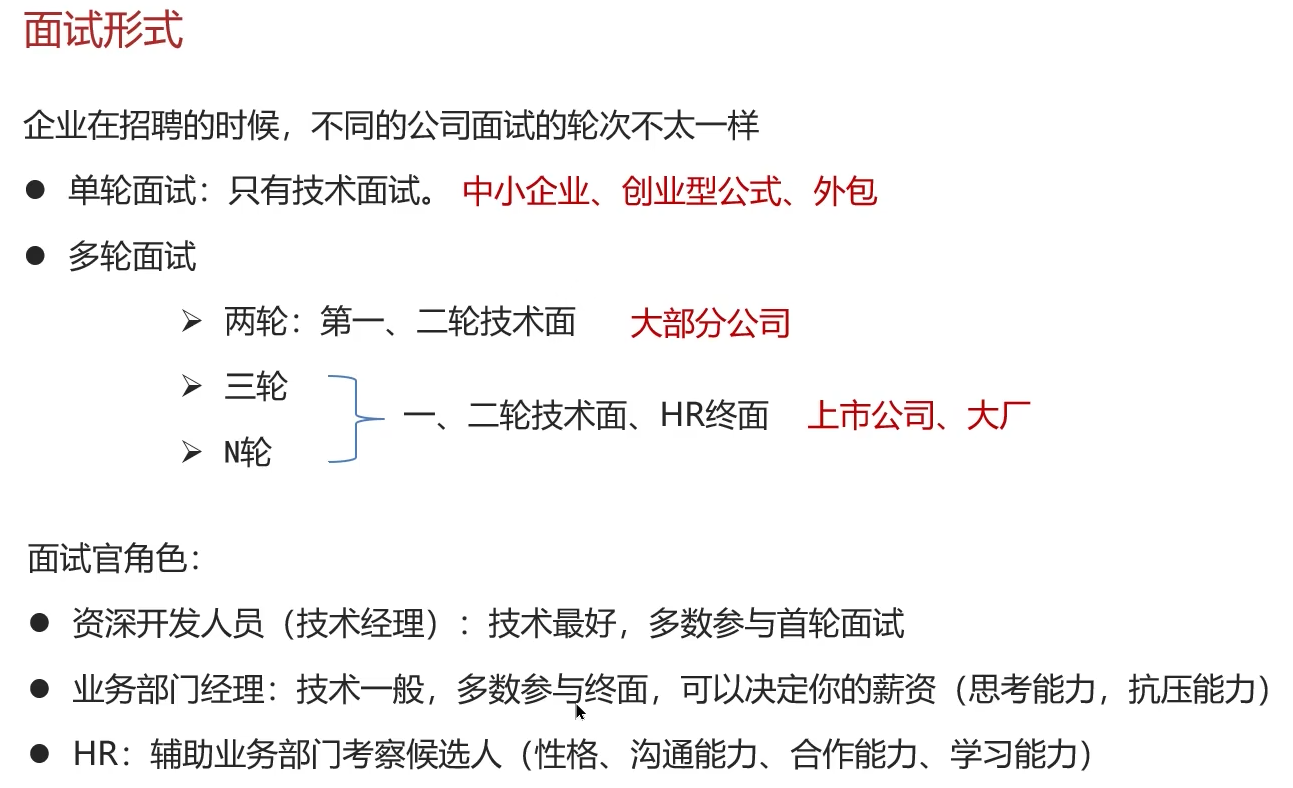 面试形式
企业在招聘的时候，不同的公司面试的轮次不太一样
● 单轮面试：只有技术面试。 中小企业、创业型公式、外包
● 多轮面试
➢ 两轮：第一、二轮技术面 大部分公司
➢ 三轮
一、二轮技术面、HR终面 上市公司、大厂
➢ N轮
面试官角色：
● 资深开发人员（技术经理）：技术最好，多数参与首轮面试
● 业务部门经理：技术一般，多数参与终面，可以决定你的薪资（思考能力，抗压能力）
● HR：辅助业务部门考察候选人（性格、沟通能力、合作能力、学习能力）